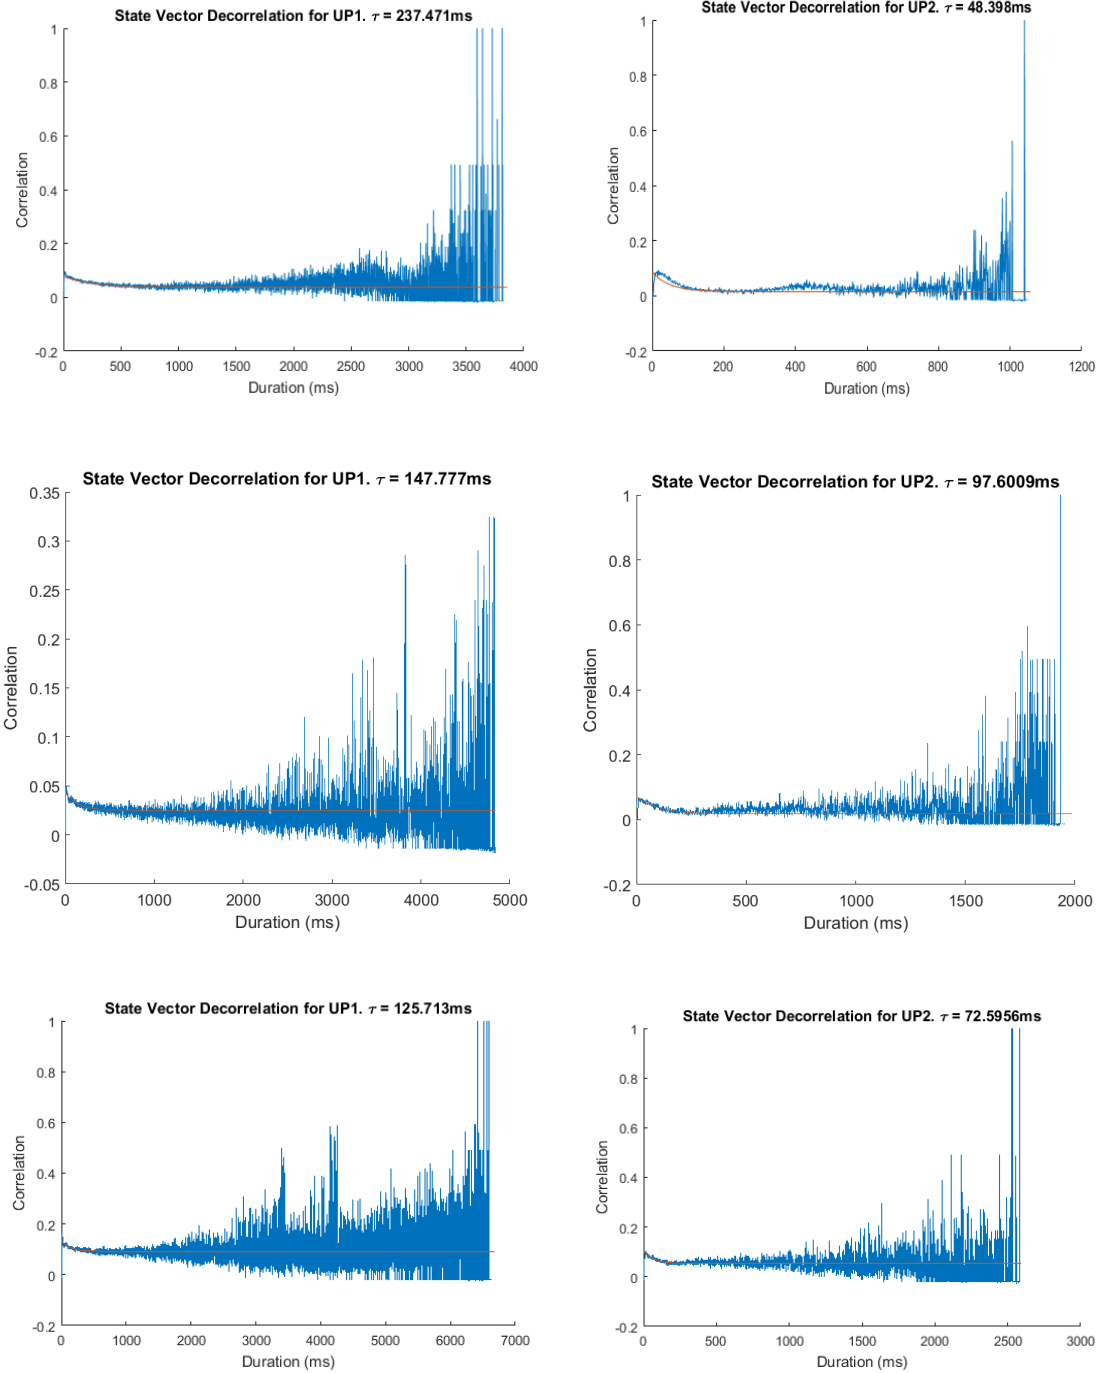 State Vector Decorrelation for UP1. τ = 237.471ms
1
0.8
0.6
0.4
0.2
0
-0.2
Correlation
0 500 1000 1500 2000 2500 3000 3500 4000
Duration (ms)
State Vector Decorrelation for UP2. τ = 48.398ms
1
0.8
0.6
0.4
0.2
0
-0.2
Correlation
0 200 400 600 800 1000 1200
Duration (ms)
State Vector Decorrelation for UP1. τ = 147.777ms
0.35
0.3
0.25
0.2
0.15
0.1
0.05
0
-0.05
Correlation
0 1000 2000 3000 4000 5000
Duration (ms)
State Vector Decorrelation for UP2. τ = 97.6009ms
1
0.8
0.6
0.4
0.2
0
-0.2
Correlation
0 500 1000 1500 2000
Duration (ms)
State Vector Decorrelation for UP1. τ = 125.713ms
1
0.8
0.6
0.4
0.2
0
-0.2
Correlation
0 1000 2000 3000 4000 5000 6000 7000
Duration (ms)
State Vector Decorrelation for UP2. τ = 72.5956ms
1
0.8
0.6
0.4
0.2
0
-0.2
Correlation
0 500 1000 1500 2000 2500 3000
Duration (ms)